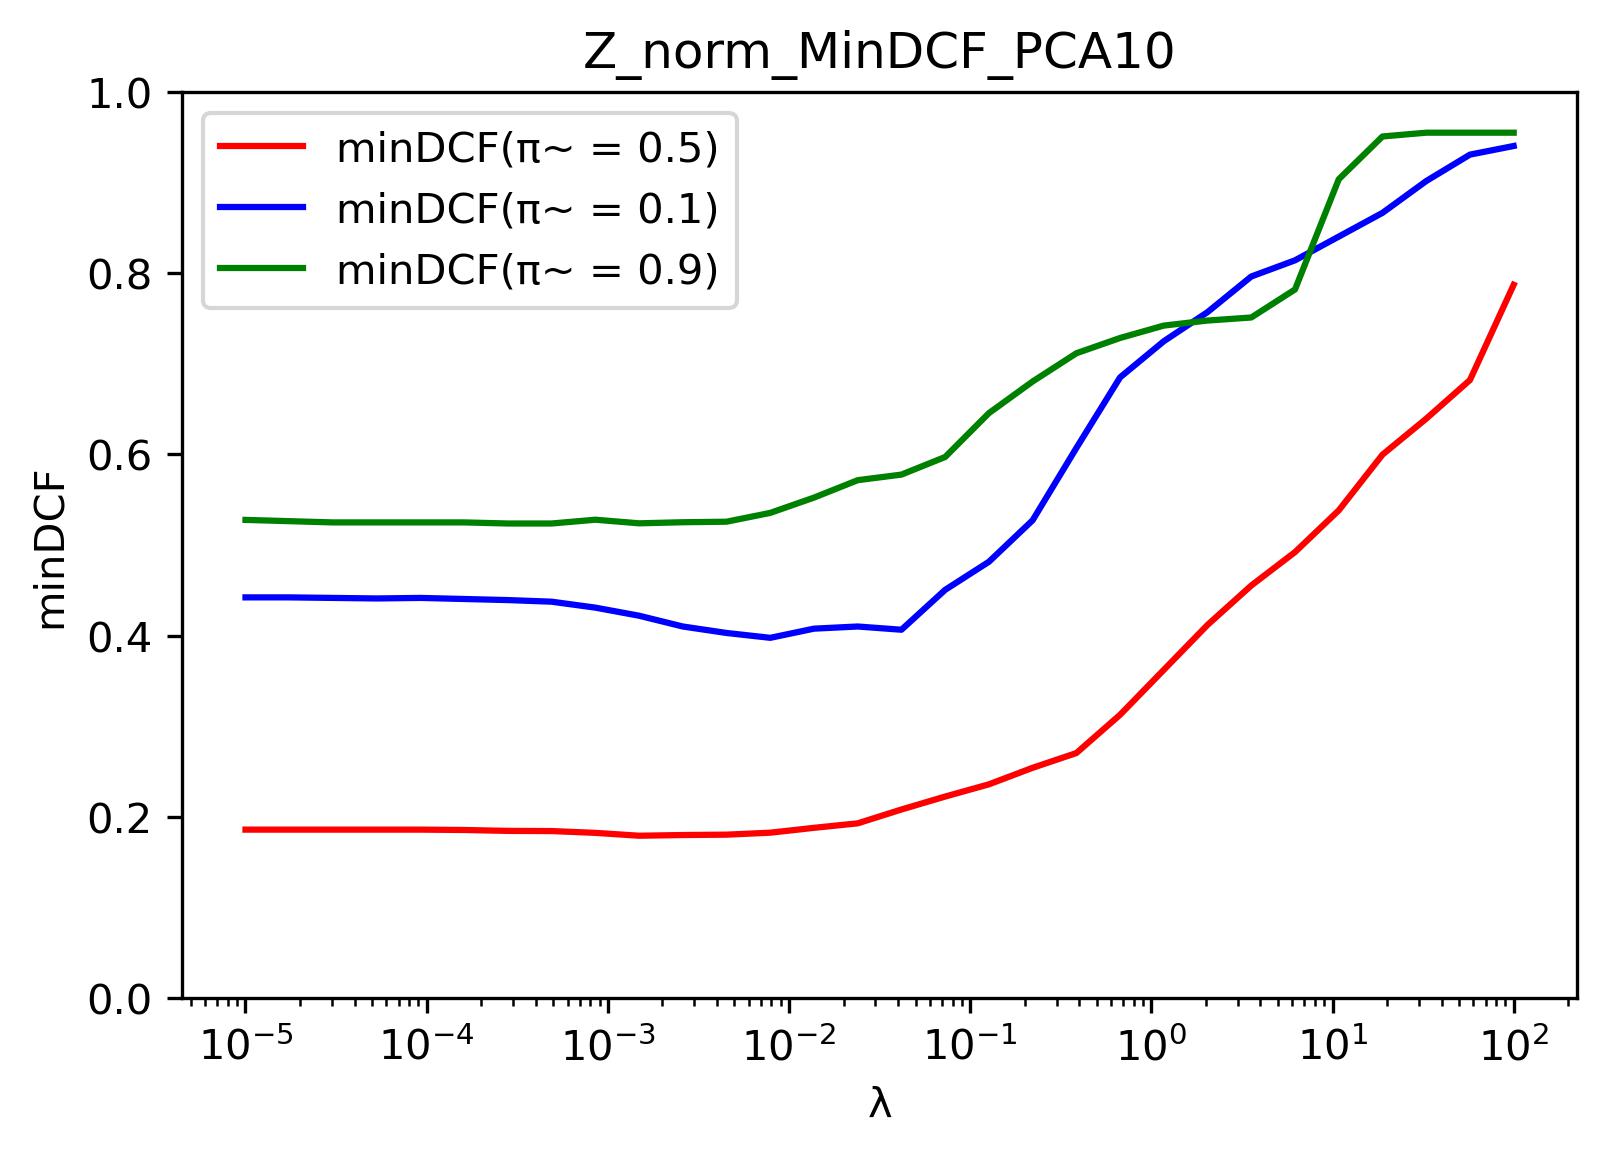 Z_norm_MinDCF_PCA10
minDCF(π~ = 0.5)
minDCF(π~ = 0.1)
minDCF(π~ = 0.9)
minDCF
1.0
0.8
0.6
0.4
0.2
0.0
10⁻⁵ 10⁻⁴ 10⁻³ 10⁻² 10⁻¹ 10⁰ 10¹ 10²
λ